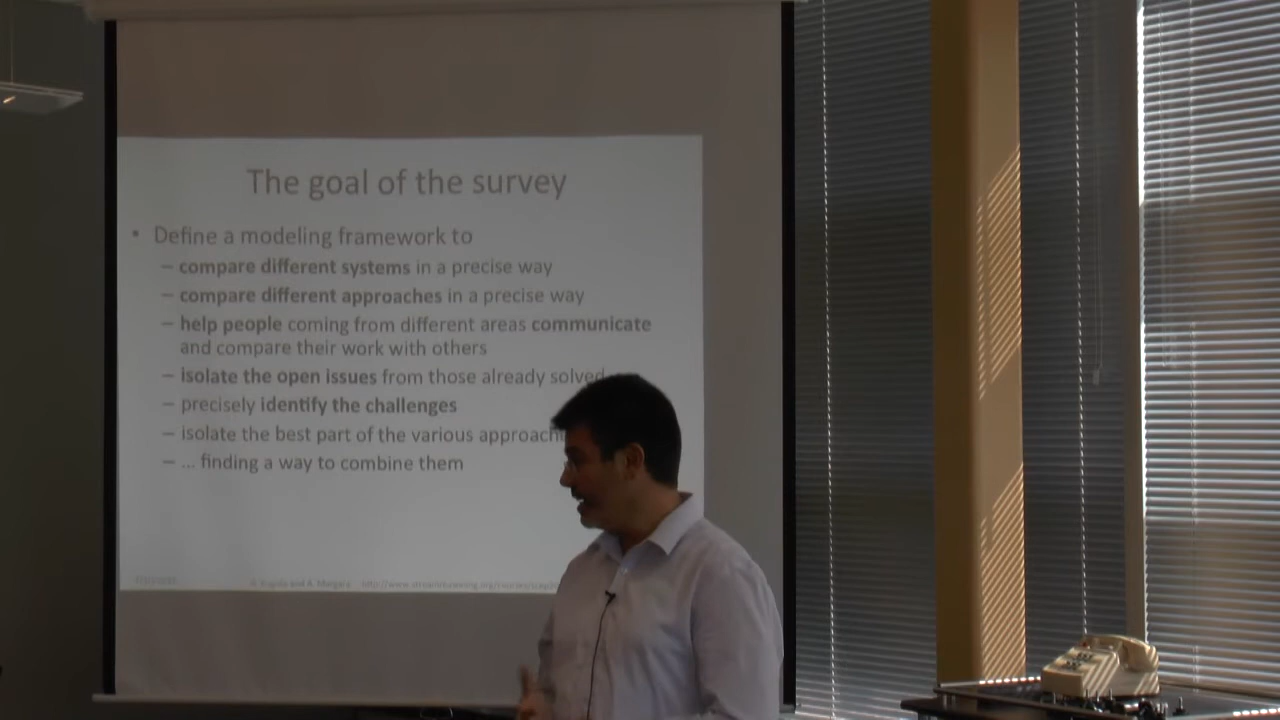 The goal of the survey
• Define a modeling framework to
– compare different systems in a precise way
– compare different approaches in a precise way
– help people coming from different areas communicate
and compare their work with others
– isolate the open issues from those already solved
– precisely identify the challenges
– isolate the best part of the various
– ... finding a way to combine them